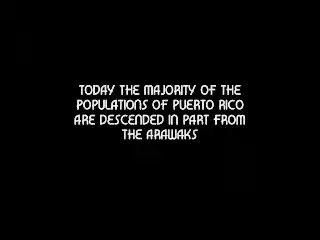 TODAY THE MAJORITY OF THE
POPULATIONS OF PUERTO RICO
ARE DESCENDED IN PART FROM
THE ARAWAKS